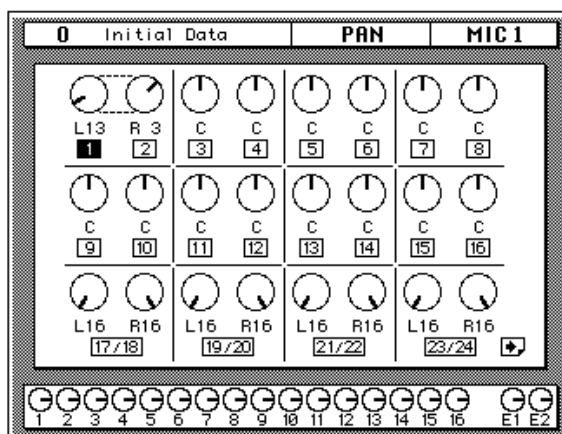 0 Initial Data PAN MIC 1
L13 R 3 C C C C C C
1 2 3 4 5 6 7 8
C C C C C C C C
9 10 11 12 13 14 15 16
L16 R16 L16 R16 L16 R16 L16 R16
17/18 19/20 21/22 23/24
1 2 3 4 5 6 7 8 9 10 11 12 13 14 15 16 E1 E2